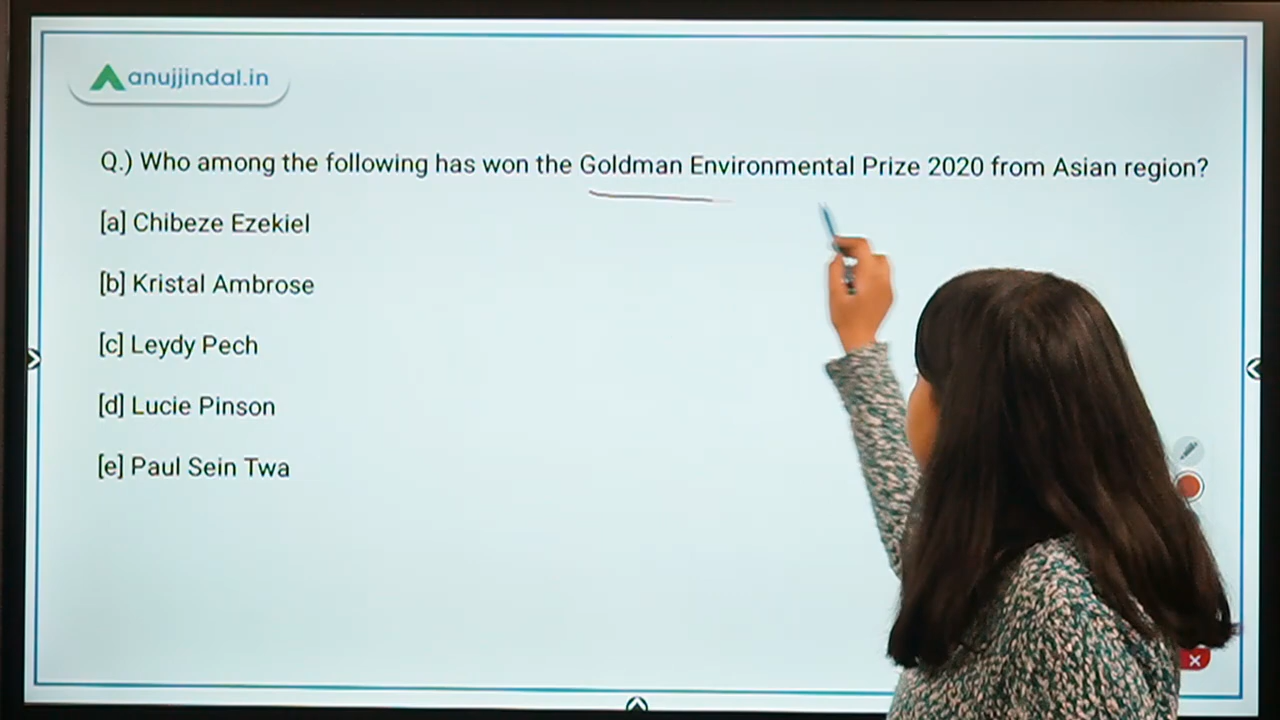 anujjindal.in
Q.) Who among the following has won the Goldman Environmental Prize 2020 from Asian region?
[a] Chibeze Ezekiel
[b] Kristal Ambrose
[c] Leydy Pech
[d] Lucie Pinson
[e] Paul Sein Twa